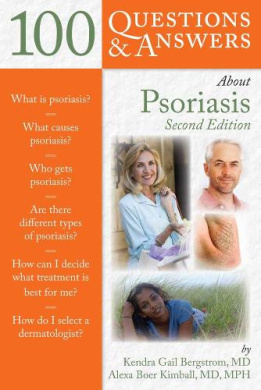 100 QUESTIONS
& ANSWERS
About
Psoriasis
Second Edition
What is psoriasis?
What causes
psoriasis?
Who gets
psoriasis?
Are there
different types
of psoriasis?
How can I decide
what treatment is
best for me?
How do I select a
dermatologist?
by
Kendra Gail Bergstrom, MD
Alexa Boer Kimball, MD, MPH